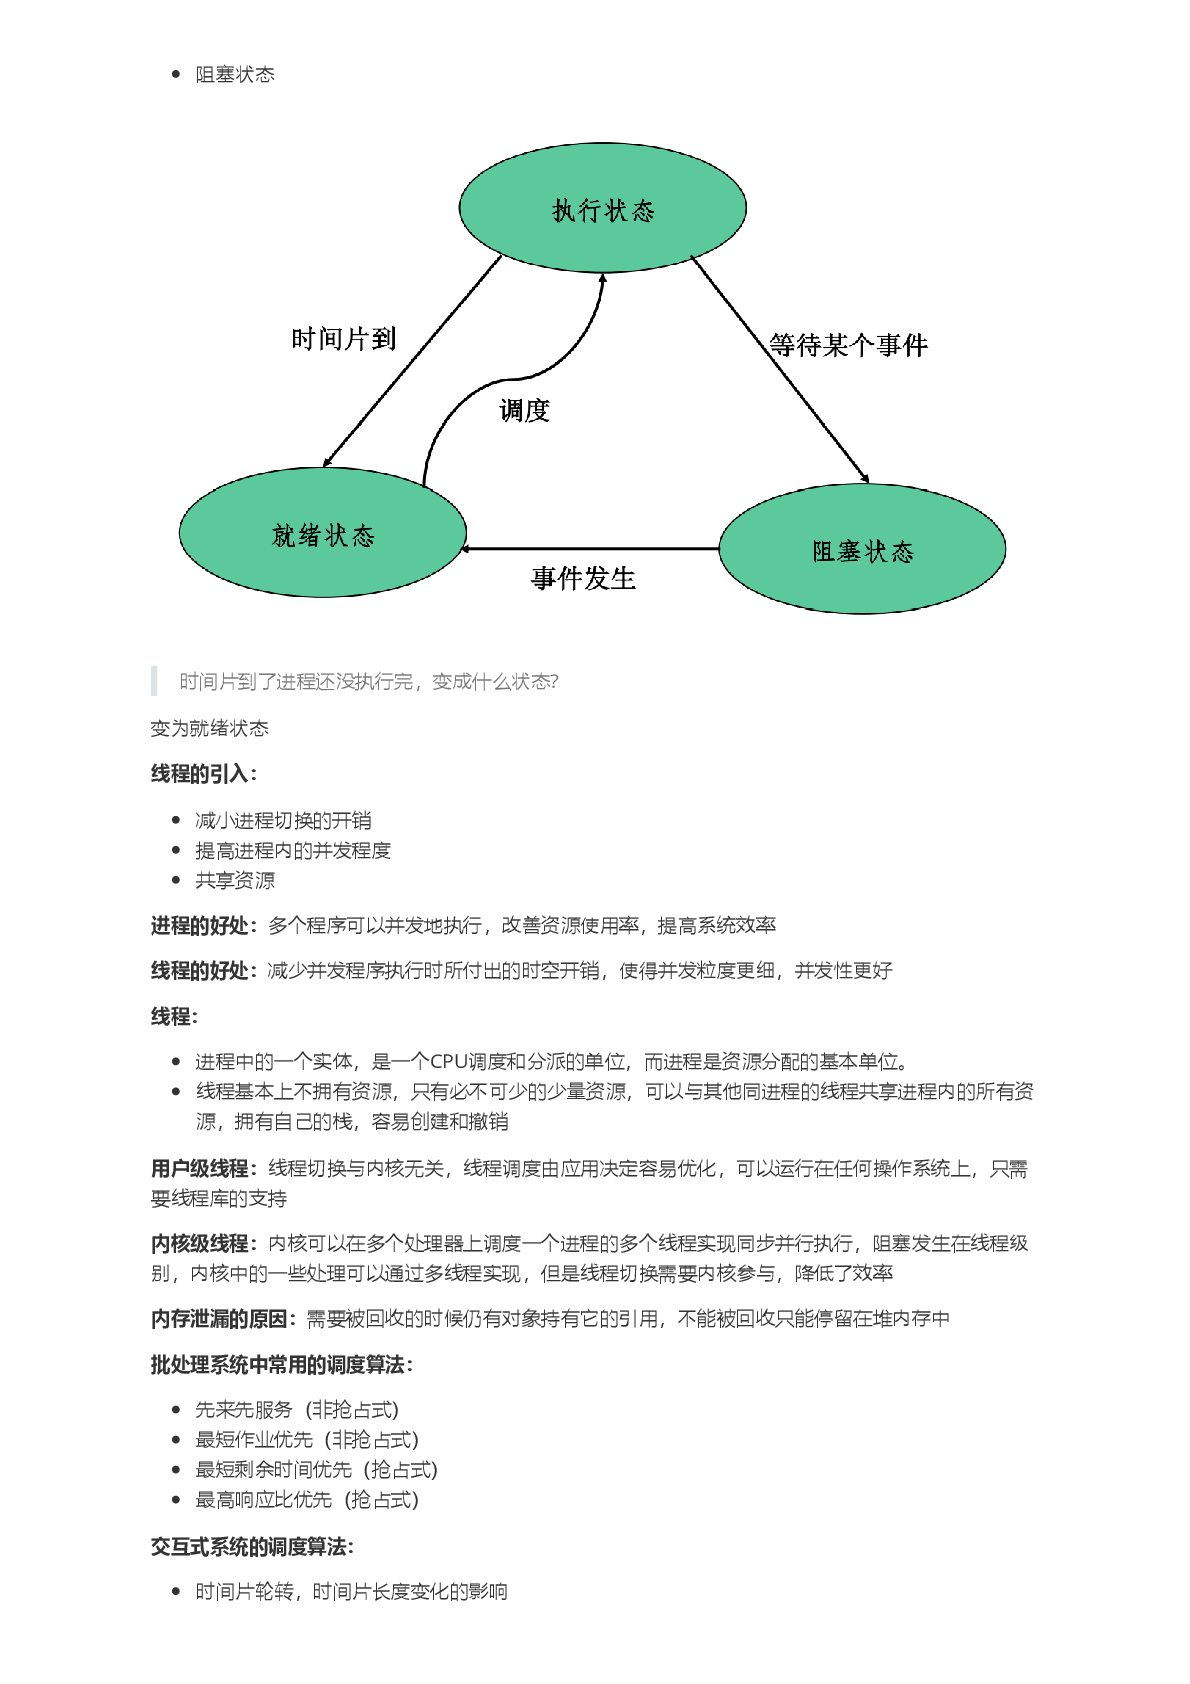 阻塞状态
执行状态
时间片到
等待某个事件
调度
就绪状态
阻塞状态
事件发生
时间片到了进程还没执行完，变成什么状态?
变为就绪状态
线程的引入：
减小进程切换的开销
提高进程内的并发程度
共享资源
进程的好处：多个程序可以并发地执行，改善资源使用率，提高系统效率
线程的好处：减少并发程序执行时所付出的时空开销，使得并发粒度更细，并发性更好
线程：
进程中的一个实体，是一个CPU调度和分派的单位，而进程是资源分配的基本单位。
线程基本上不拥有资源，只有必不可少的少量资源，可以与其他同进程的线程共享进程内的所有资
源，拥有自己的栈，容易创建和撤销
用户级线程：线程切换与内核无关，线程调度由应用决定容易优化，可以运行在任何操作系统上，只需
要线程库的支持
内核级线程：内核可以在多个处理器上调度一个进程的多个线程实现同步并行执行，阻塞发生在线程级
别，内核中的一些处理可以通过多线程实现，但是线程切换需要内核参与，降低了效率
内存泄漏的原因：需要被回收的时候仍有对象持有它的引用，不能被回收只能停留在堆内存中
批处理系统中常用的调度算法：
先来先服务（非抢占式）
最短作业优先（非抢占式）
最短剩余时间优先（抢占式）
最高响应比优先（抢占式）
交互式系统的调度算法：
时间片轮转，时间片长度变化的影响